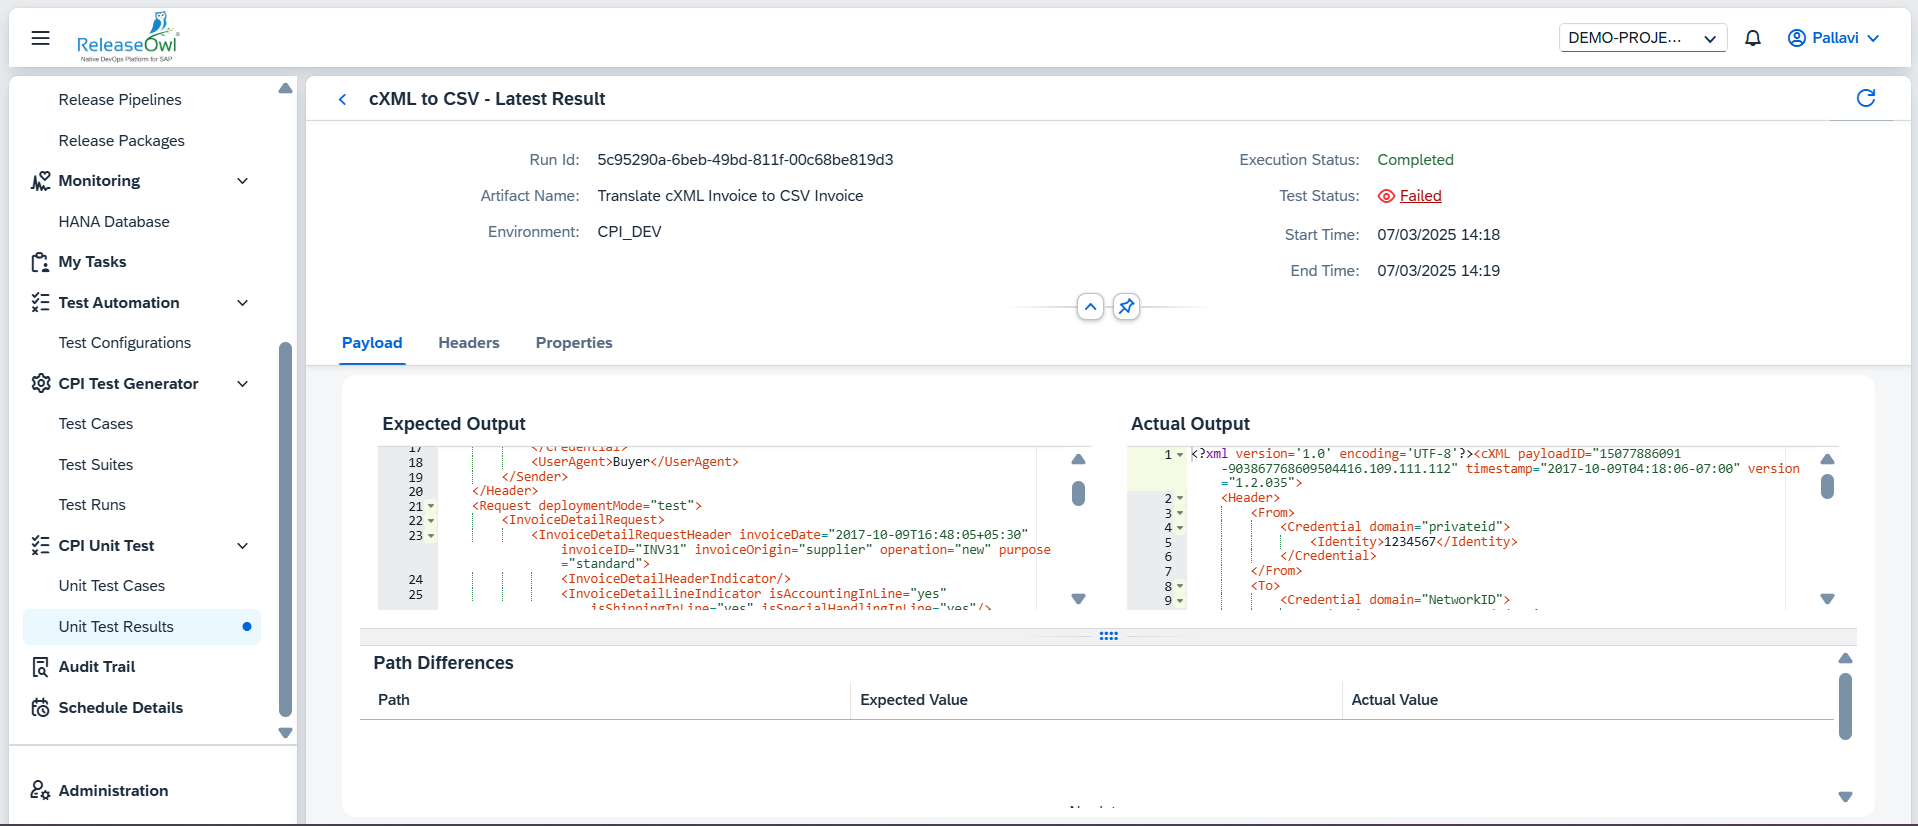 ReleaseOwl
Native DevOps Platform for SAP
DEMO-PROJE...
Pallavi
Release Pipelines
Release Packages
Monitoring
HANA Database
My Tasks
Test Automation
Test Configurations
CPI Test Generator
Test Cases
Test Suites
Test Runs
CPI Unit Test
Unit Test Cases
Unit Test Results
Audit Trail
Schedule Details
Administration
cXML to CSV - Latest Result
Run Id: 5c95290a-6beb-49bd-811f-00c68be819d3
Artifact Name: Translate cXML Invoice to CSV Invoice
Environment: CPI_DEV
Execution Status: Completed
Test Status: Failed
Start Time: 07/03/2025 14:18
End Time: 07/03/2025 14:19
Payload Headers Properties
Expected Output
17 </Credential>
18 <UserAgent>Buyer</UserAgent>
19 </Sender>
20 </Header>
21 <Request deploymentMode="test">
22 <InvoiceDetailRequest>
23 <InvoiceDetailRequestHeader invoiceDate="2017-10-09T16:48:05+05:30"
invoiceID="INV31" invoiceOrigin="supplier" operation="new" purpose
="standard">
24 <InvoiceDetailHeaderIndicator/>
25 <InvoiceDetailLineIndicator isAccountingInLine="yes"
isShippingInLine="yes" isSpecialHandlingInLine="yes"/>
Actual Output
1 <?xml version='1.0' encoding='UTF-8'?><cXML payloadID="15077886091
-903867768609504416.109.111.112" timestamp="2017-10-09T04:18:06-07:00" version
="1.2.035">
2 <Header>
3 <From>
4 <Credential domain="privateid">
5 <Identity>1234567</Identity>
6 </Credential>
7 </From>
8 <To>
9 <Credential domain="NetworkID">
Path Differences
Path Expected Value Actual Value